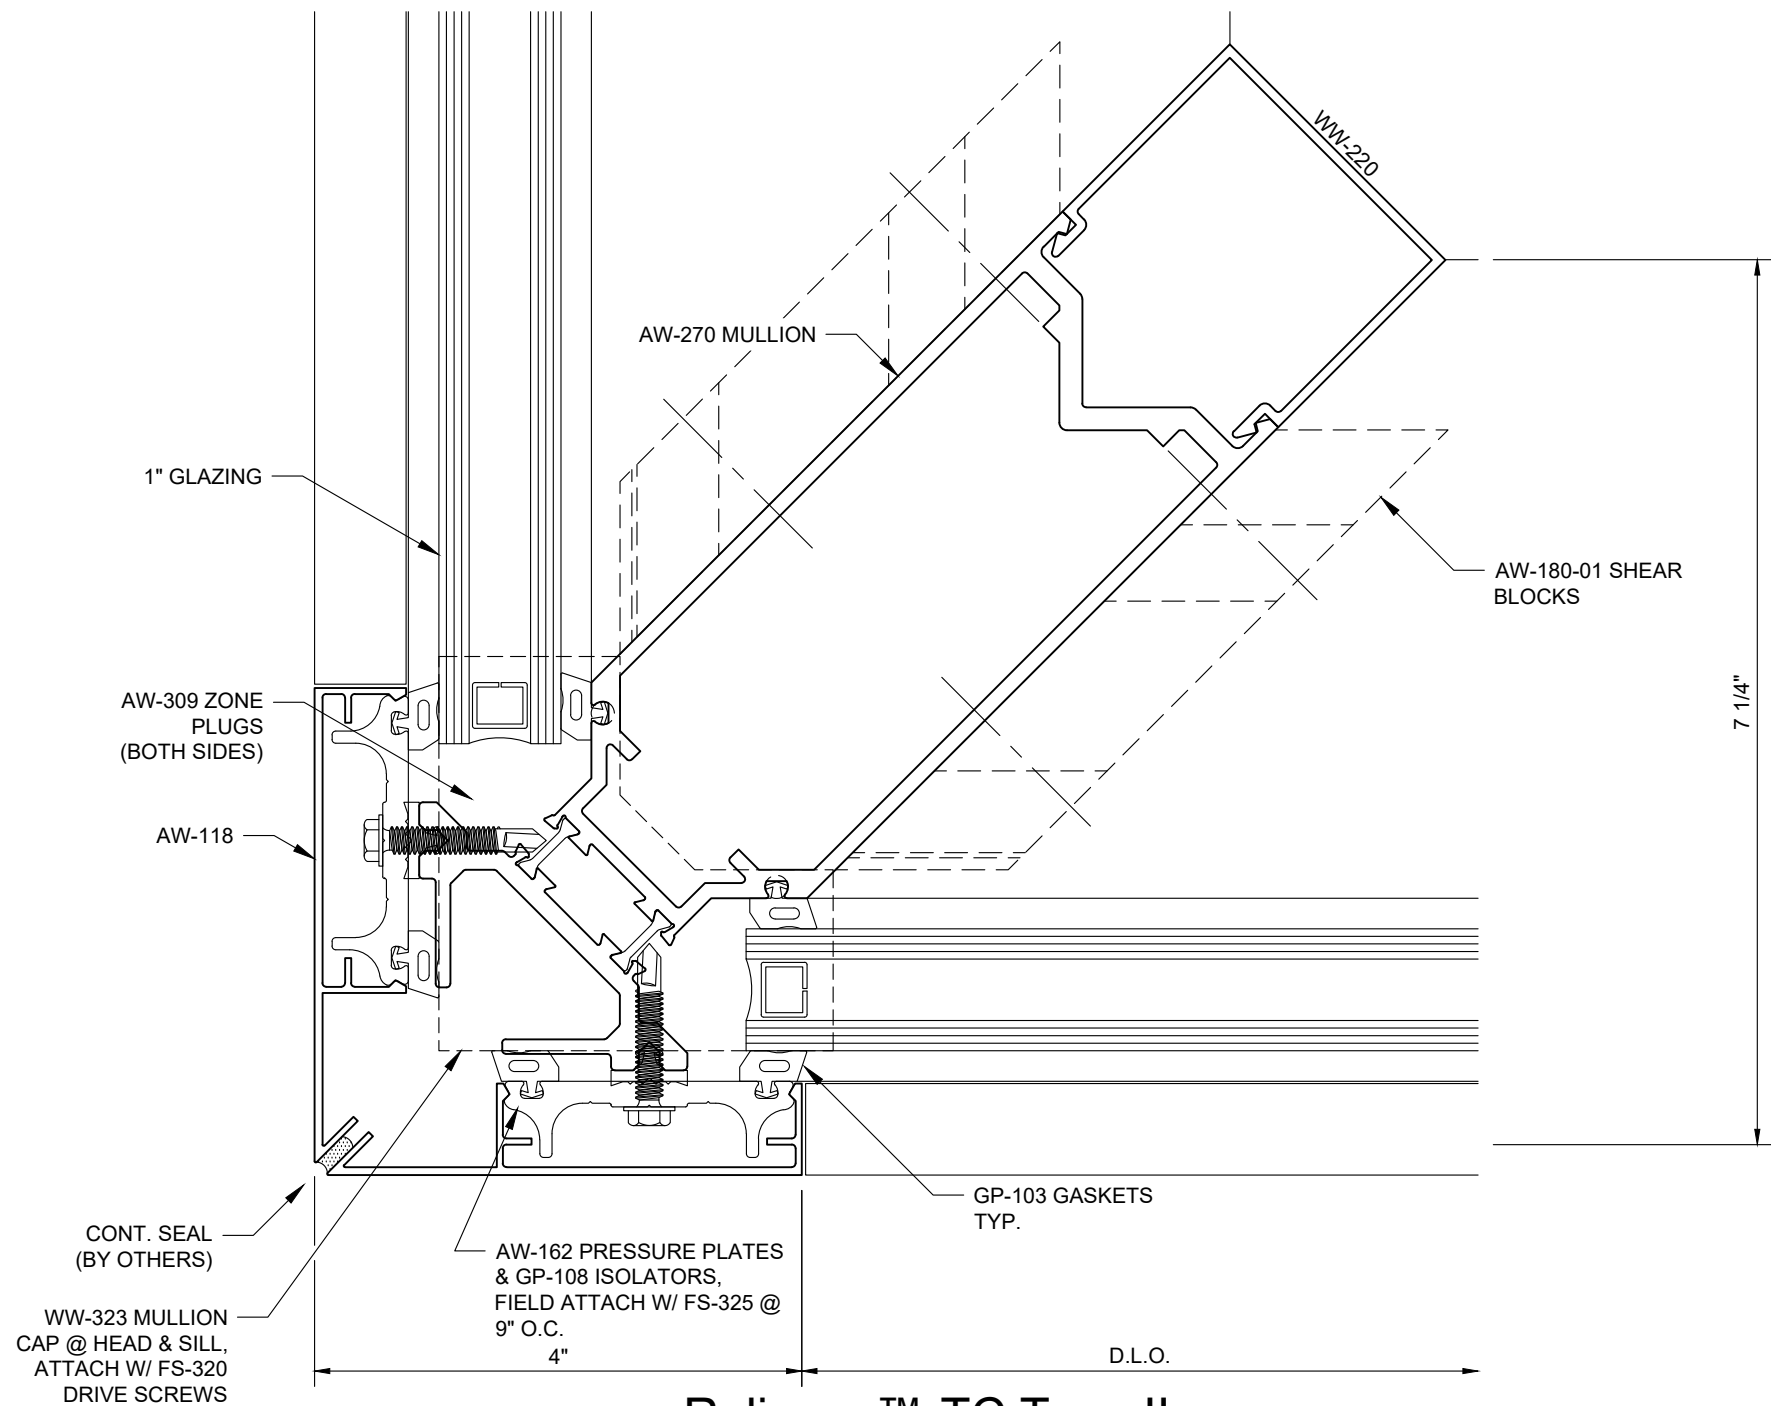 WW-220
AW-270 MULLION
1" GLAZING
AW-180-01 SHEAR
BLOCKS
AW-309 ZONE
PLUGS
(BOTH SIDES)
7 1/4"
AW-118
GP-103 GASKETS
TYP.
CONT. SEAL
(BY OTHERS)
AW-162 PRESSURE PLATES
& GP-108 ISOLATORS,
FIELD ATTACH W/ FS-325 @
9" O.C.
WW-323 MULLION
CAP @ HEAD & SILL,
ATTACH W/ FS-320
DRIVE SCREWS
4"
D.L.O.